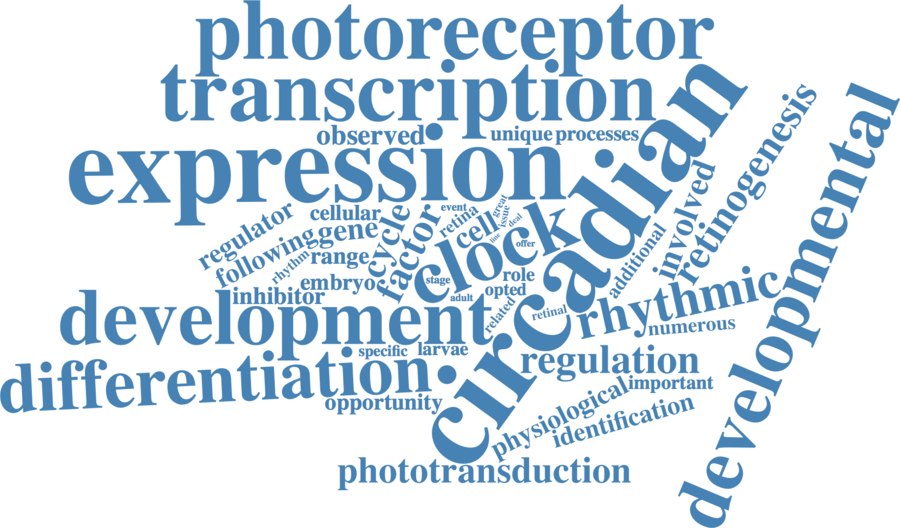 photoreceptor
transcription
observed
unique
processes
expression
circadian
developmental
retinogenesis
involved
additional
regulator
cellular
following
gene
cycle
factor
event
retina
great
issue
deal
cell
line
offer
clock
rhythm
range
embryo
inhibitor
stage
adult
role
opted
related
retinal
rhythmic
numerous
development
specific
larvae
differentiation
regulation
opportunity
physiological
important
identification
phototransduction